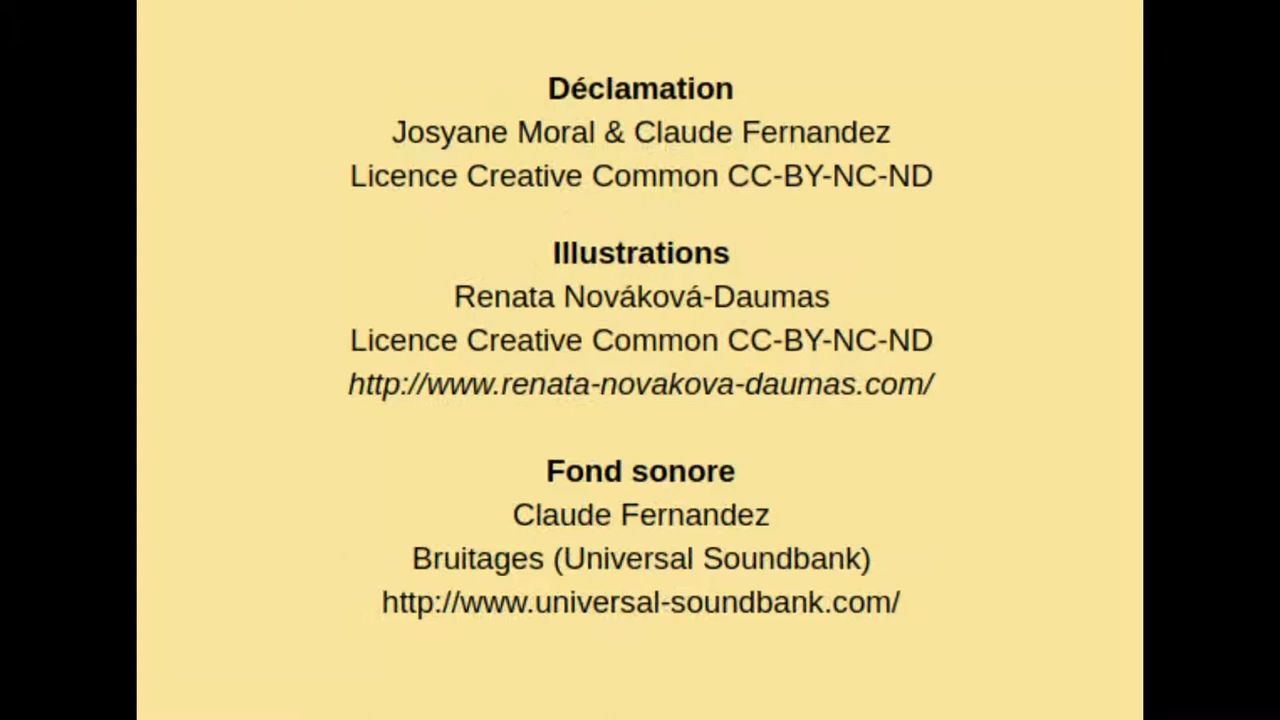 Déclamation
Josyane Moral & Claude Fernandez
Licence Creative Common CC-BY-NC-ND
Illustrations
Renata Nováková-Daumas
Licence Creative Common CC-BY-NC-ND
http://www.renata-novakova-daumas.com/
Fond sonore
Claude Fernandez
Bruitages (Universal Soundbank)
http://www.universal-soundbank.com/